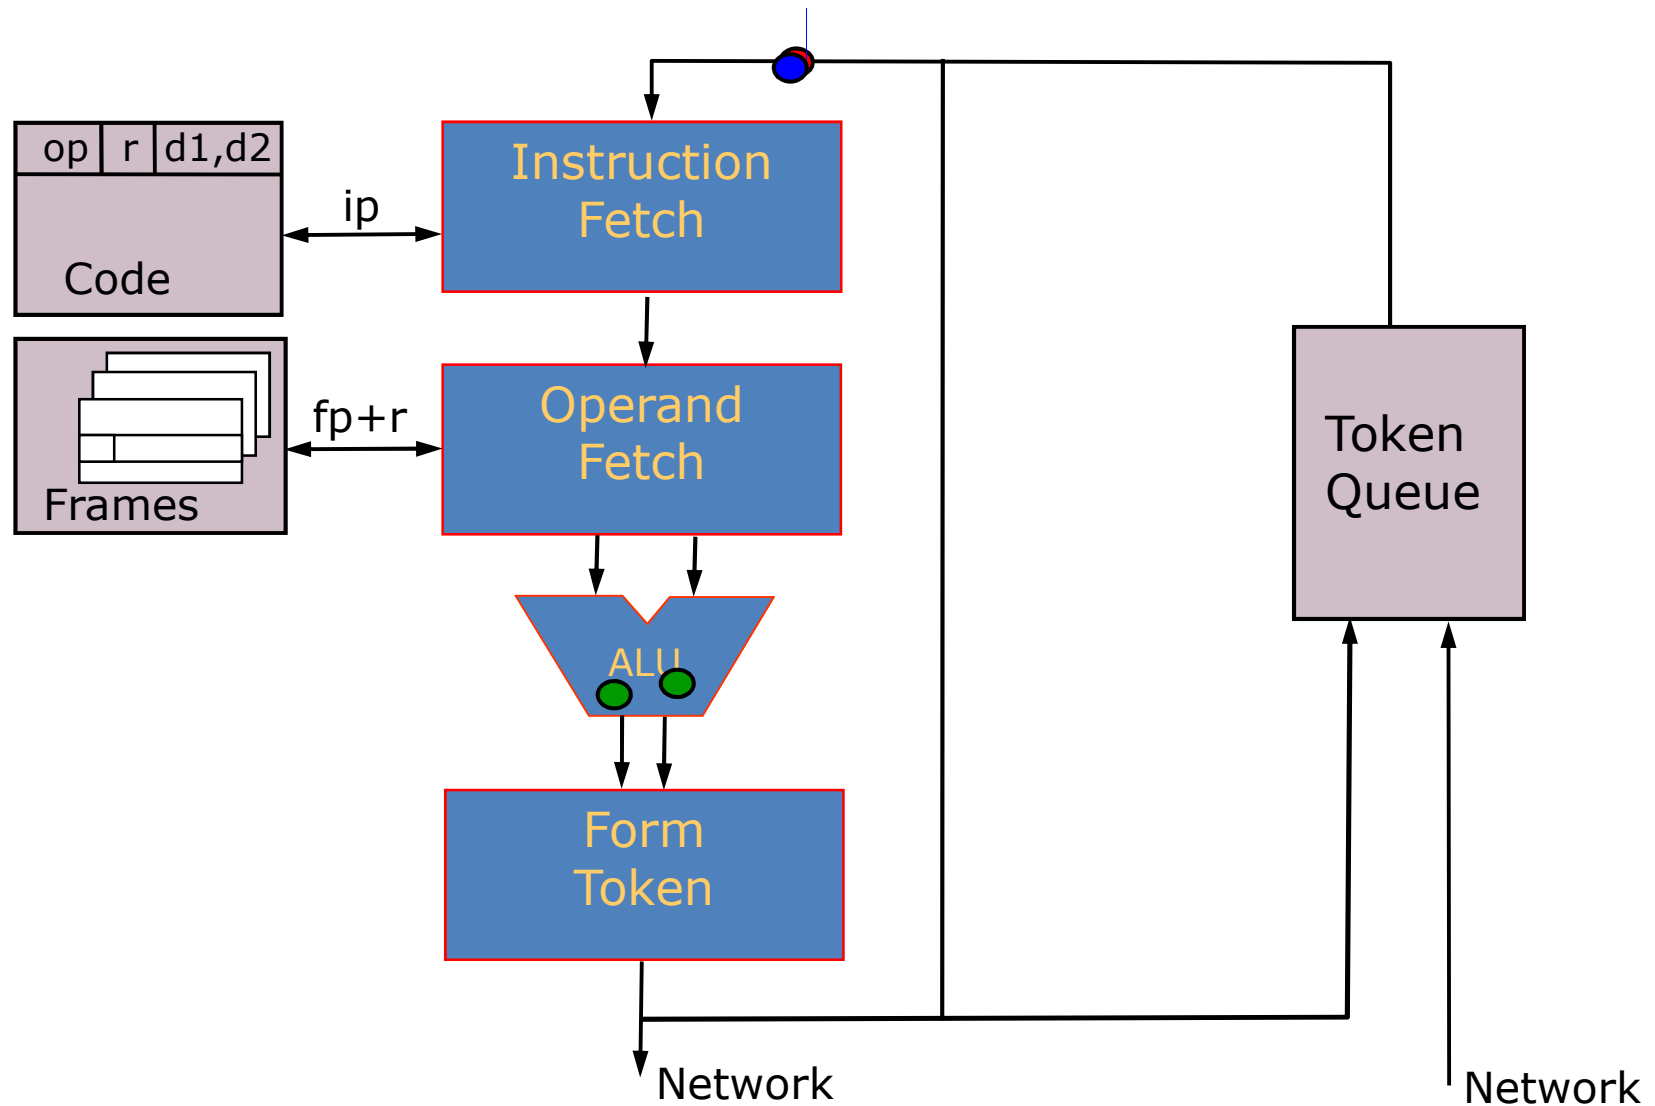 op r d1,d2
Instruction
Fetch
ip
Code
Operand
Fetch
fp+r
Frames
Token
Queue
ALU
Form
Token
Network
Network